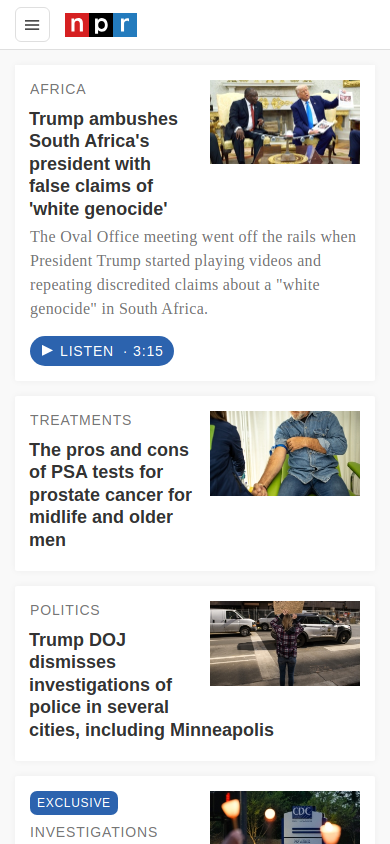 npr
AFRICA
Trump ambushes
South Africa's
president with
false claims of
'white genocide'
The Oval Office meeting went off the rails when
President Trump started playing videos and
repeating discredited claims about a "white
genocide" in South Africa.
LISTEN · 3:15
TREATMENTS
The pros and cons
of PSA tests for
prostate cancer for
midlife and older
men
POLITICS
Trump DOJ
dismisses
investigations of
police in several
cities, including Minneapolis
EXCLUSIVE
CDC
INVESTIGATIONS